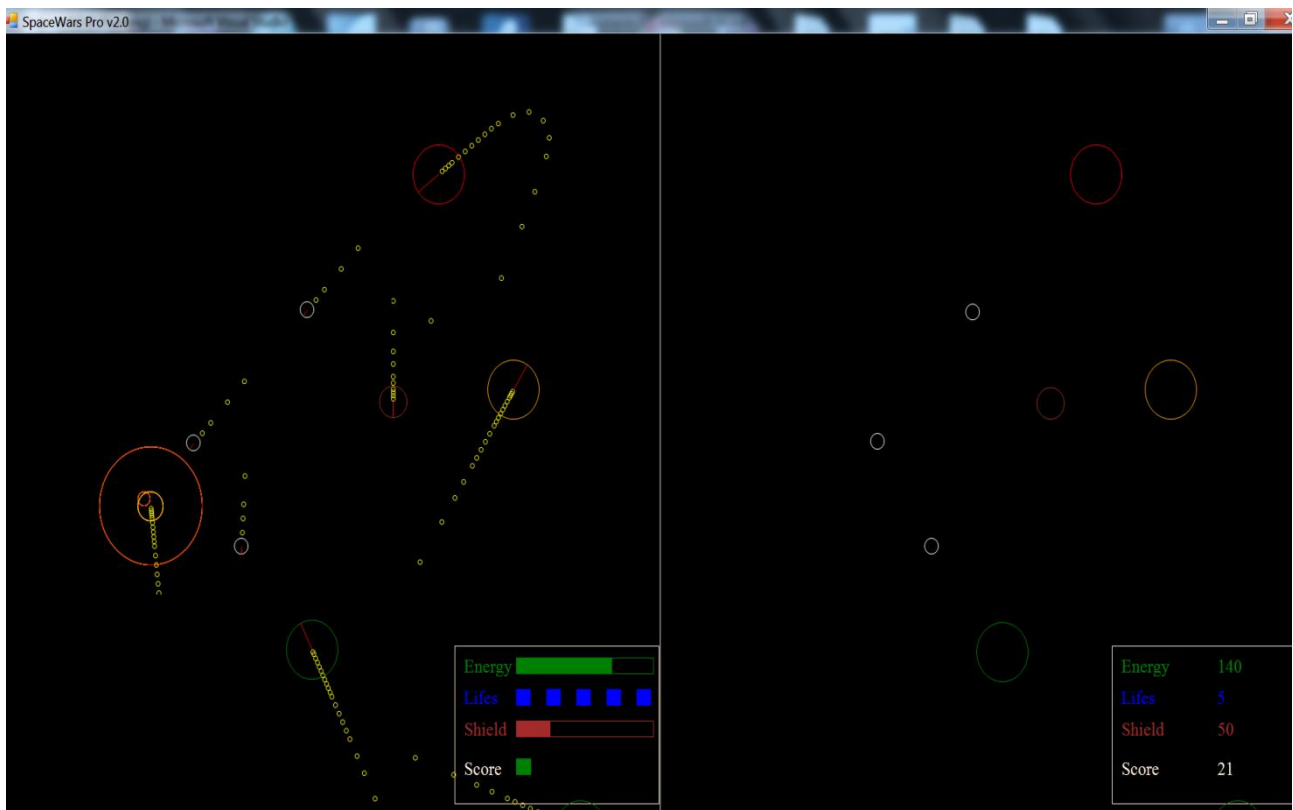 SpaceWars Pro v2.0
Energy
Lifes
Shield
Score
Energy 140
Lifes 5
Shield 50
Score 21